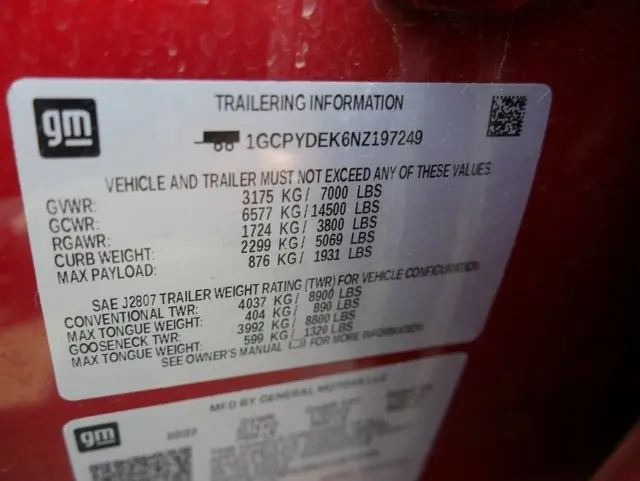 gm
TRAILERING INFORMATION
1GCPYDEK6NZ197249
VEHICLE AND TRAILER MUST NOT EXCEED ANY OF THESE VALUES
GVWR: 3175 KG / 7000 LBS
GCWR: 6577 KG / 14500 LBS
RGAWR: 1724 KG / 3800 LBS
CURB WEIGHT: 2299 KG / 5069 LBS
MAX PAYLOAD: 876 KG / 1931 LBS
SAE J2807 TRAILER WEIGHT RATING (TWR) FOR VEHICLE CONFIGURATION
CONVENTIONAL TWR: 4037 KG / 8900 LBS
MAX TONGUE WEIGHT: 404 KG / 890 LBS
GOOSENECK TWR: 3992 KG / 8800 LBS
MAX TONGUE WEIGHT: 599 KG / 1320 LBS
SEE OWNER'S MANUAL FOR MORE INFORMATION
gm
MFD BY GENERAL MOTORS LLC